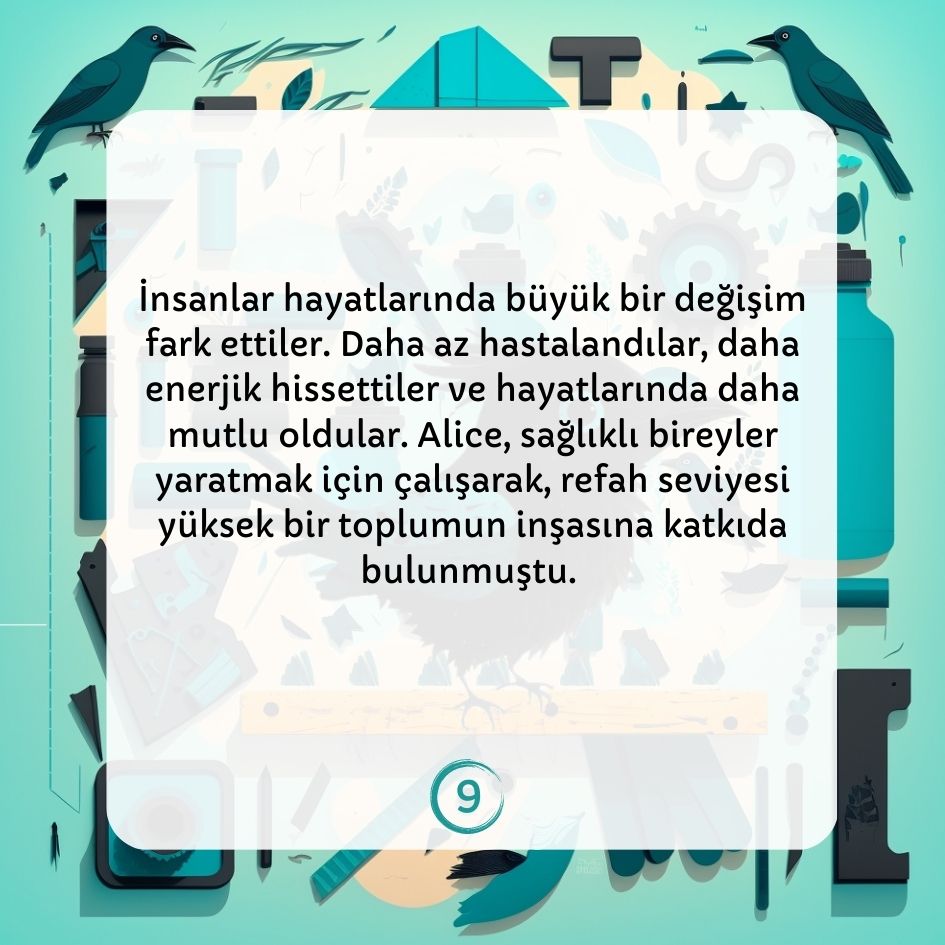 İnsanlar hayatlarında büyük bir değişim
fark ettiler. Daha az hastalandılar, daha
enerjik hissettiler ve hayatlarında daha
mutlu oldular. Alice, sağlıklı bireyler
yaratmak için çalışarak, refah seviyesi
yüksek bir toplumun inşasına katkıda
bulunmuştu.
9